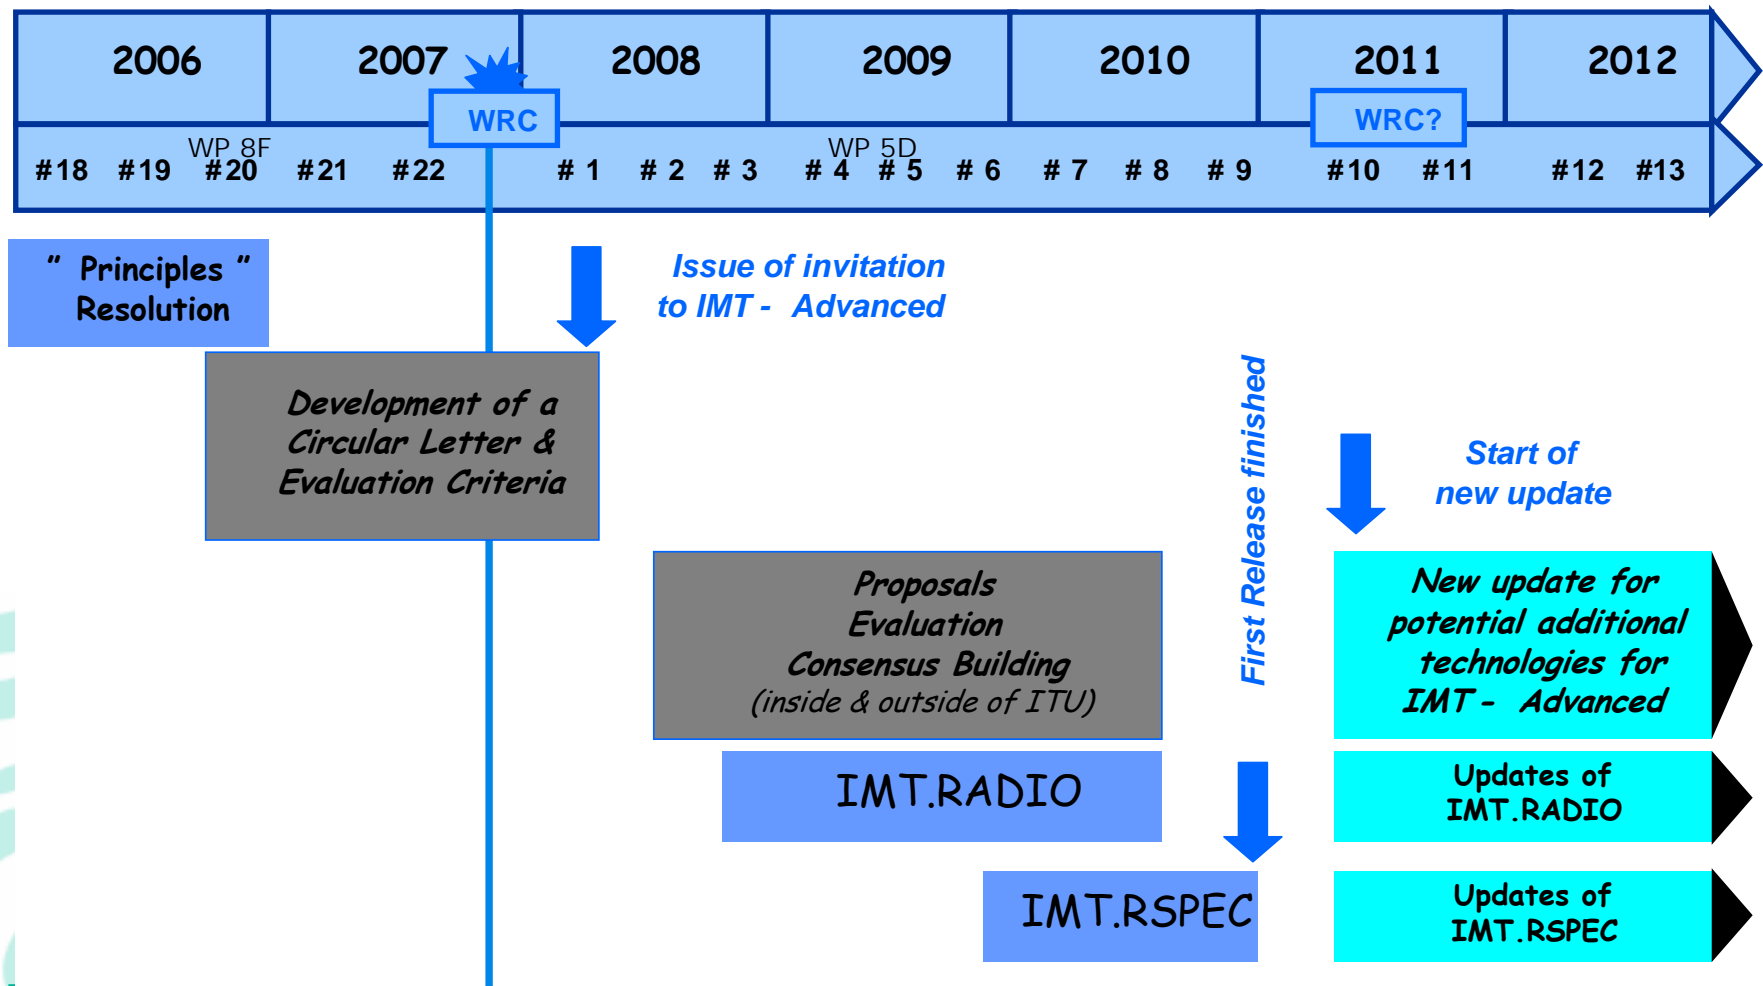 2006 2007 2008 2009 2010 2011 2012
WRC WRC?
WP 8F WP 5D
#18 #19 #20 #21 #22 # 1 # 2 # 3 # 4 # 5 # 6 # 7 # 8 # 9 #10 #11 #12 #13
” Principles ”
Resolution
Issue of invitation
to IMT - Advanced
Development of a
Circular Letter &
Evaluation Criteria
First Release finished
Start of
new update
Proposals
Evaluation
Consensus Building
(inside & outside of ITU)
New update for
potential additional
technologies for
IMT - Advanced
IMT.RADIO
Updates of
IMT.RADIO
IMT.RSPEC
Updates of
IMT.RSPEC